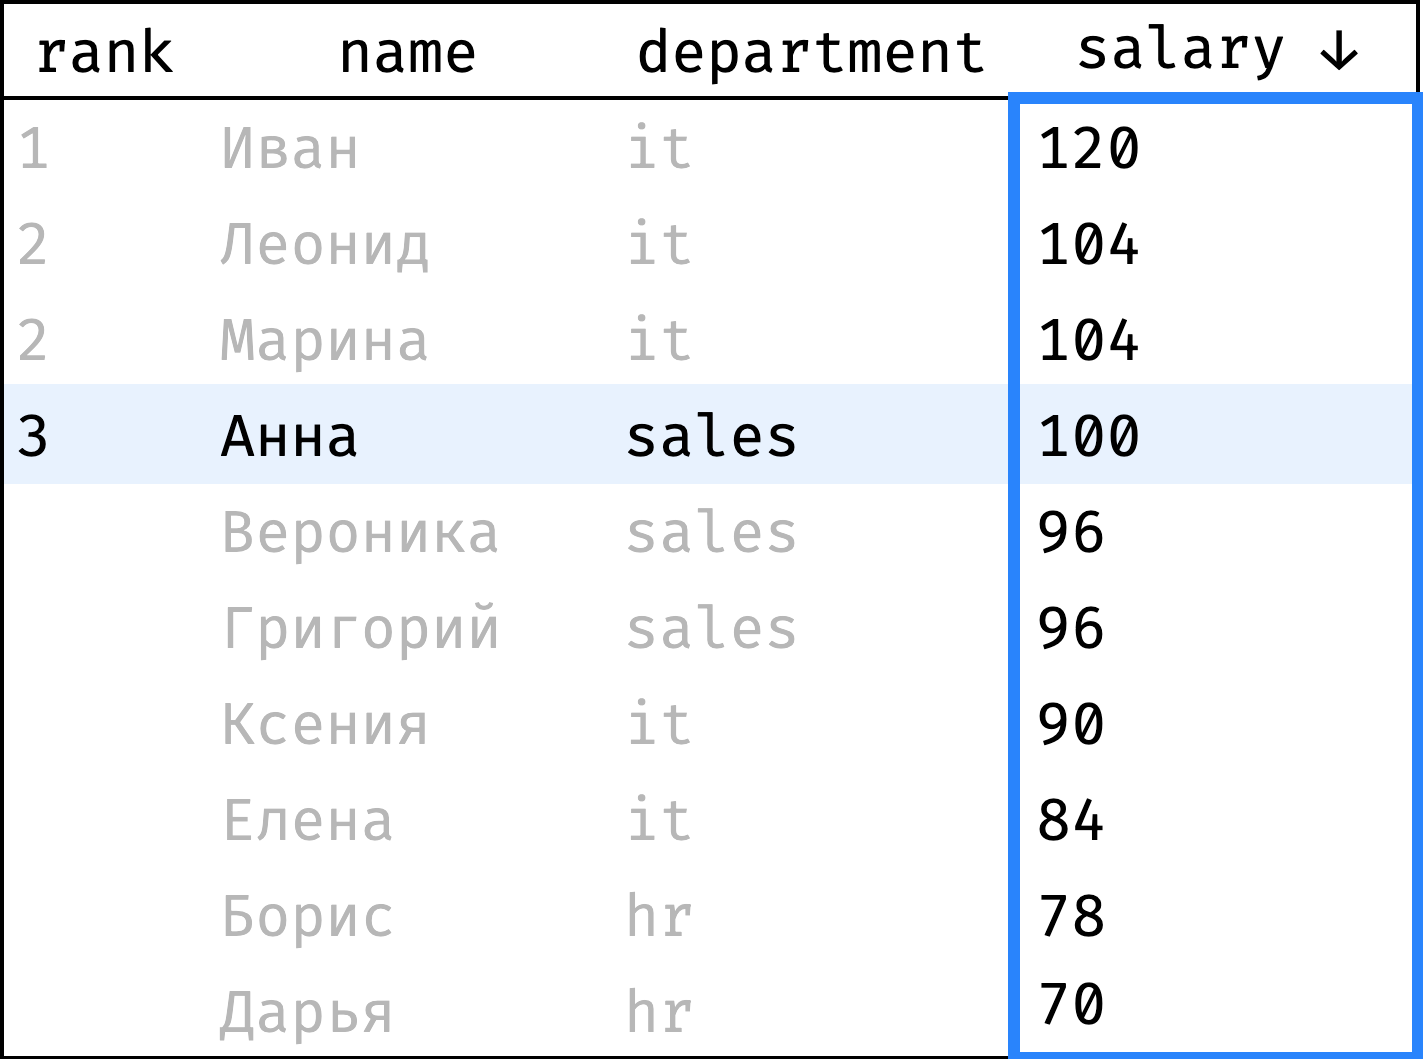 rank name department salary ↓
1 Иван it 120
2 Леонид it 104
2 Марина it 104
3 Анна sales 100
Вероника sales 96
Григорий sales 96
Ксения it 90
Елена it 84
Борис hr 78
Дарья hr 70